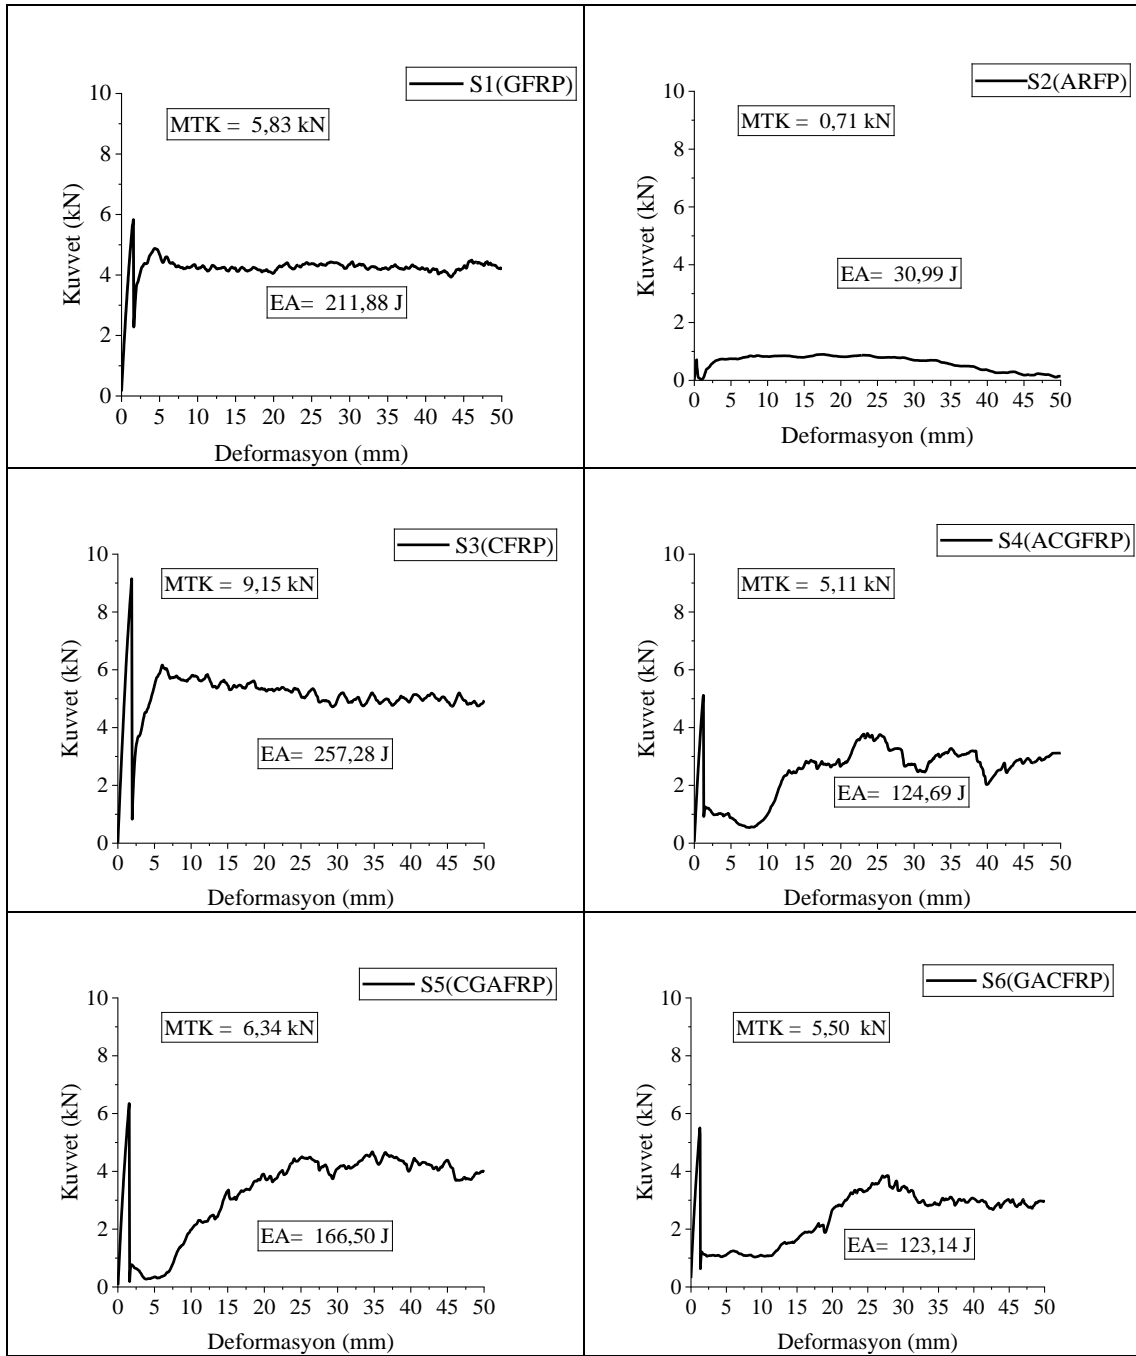 S1(GFRP)
MTK = 5,83 kN
EA= 211,88 J
Kuvvet (kN)
10
8
6
4
2
0
0 5 10 15 20 25 30 35 40 45 50
Deformasyon (mm)
S2(ARFP)
MTK = 0,71 kN
EA= 30,99 J
Kuvvet (kN)
10
8
6
4
2
0
0 5 10 15 20 25 30 35 40 45 50
Deformasyon (mm)
S3(CFRP)
MTK = 9,15 kN
EA= 257,28 J
Kuvvet (kN)
10
8
6
4
2
0
0 5 10 15 20 25 30 35 40 45 50
Deformasyon (mm)
S4(ACGFRP)
MTK = 5,11 kN
EA= 124,69 J
Kuvvet (kN)
10
8
6
4
2
0
0 5 10 15 20 25 30 35 40 45 50
Deformasyon (mm)
S5(CGAFRP)
MTK = 6,34 kN
EA= 166,50 J
Kuvvet (kN)
10
8
6
4
2
0
0 5 10 15 20 25 30 35 40 45 50
Deformasyon (mm)
S6(GACFRP)
MTK = 5,50 kN
EA= 123,14 J
Kuvvet (kN)
10
8
6
4
2
0
0 5 10 15 20 25 30 35 40 45 50
Deformasyon (mm)